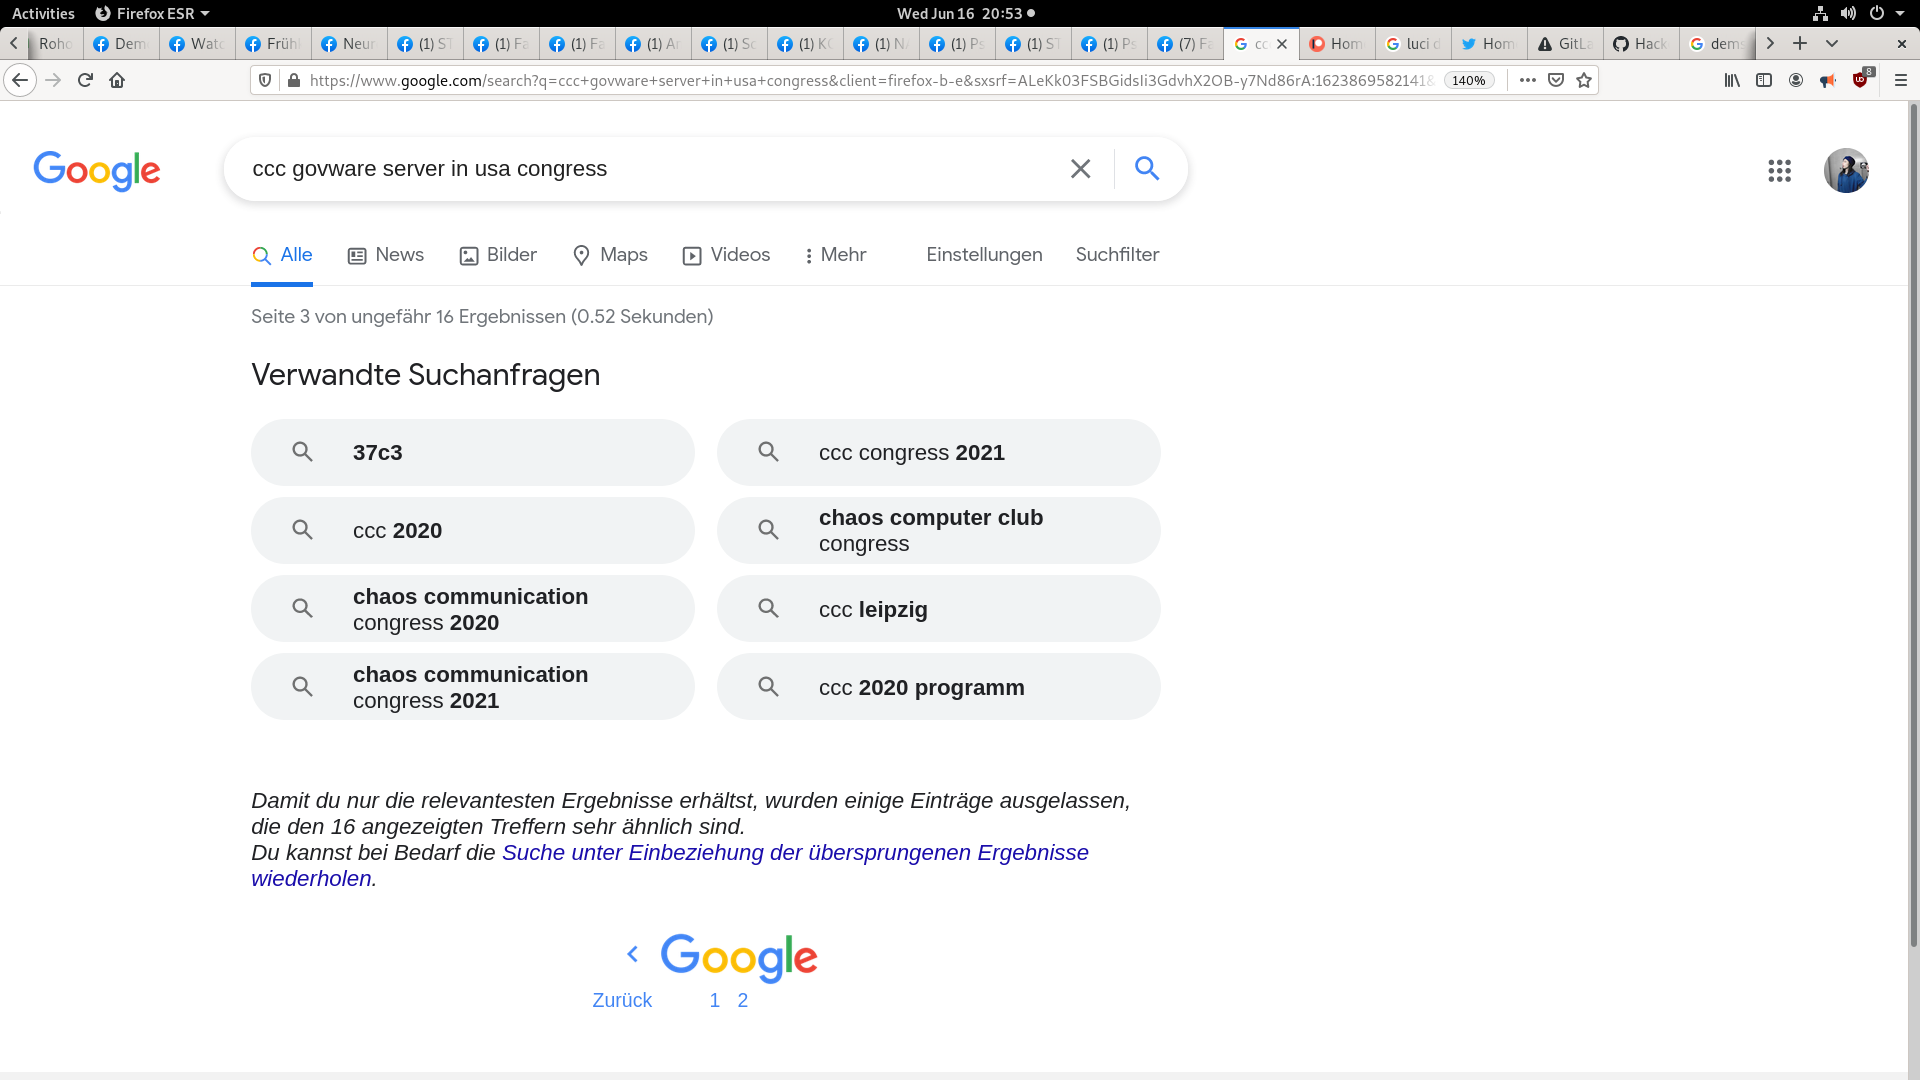 Activities Firefox ESR Wed Jun 16 20:53
Roho Dem Watc Früh Neur (1) ST (1) Fa (1) Fa (1) Ar (1) Sc (1) KC (1) N (1) Ps (1) ST (1) Ps (7) Fa cc Hom luci d Hom GitLa Hack dems
https://www.google.com/search?q=ccc+govware+server+in+usa+congress&client=firefox-b-e&sxsrf=ALeKk03FSBGidsIi3GdvhX2OB-y7Nd86rA:1623869582141& 140% 8
Google ccc govware server in usa congress
Alle News Bilder Maps Videos Mehr Einstellungen Suchfilter
Seite 3 von ungefähr 16 Ergebnissen (0.52 Sekunden)
Verwandte Suchanfragen
37c3
ccc congress 2021
ccc 2020
chaos computer club
congress
chaos communication
congress 2020
ccc leipzig
chaos communication
congress 2021
ccc 2020 programm
Damit du nur die relevantesten Ergebnisse erhältst, wurden einige Einträge ausgelassen,
die den 16 angezeigten Treffern sehr ähnlich sind.
Du kannst bei Bedarf die Suche unter Einbeziehung der übersprungenen Ergebnisse
wiederholen.
Google
Zurück 1 2